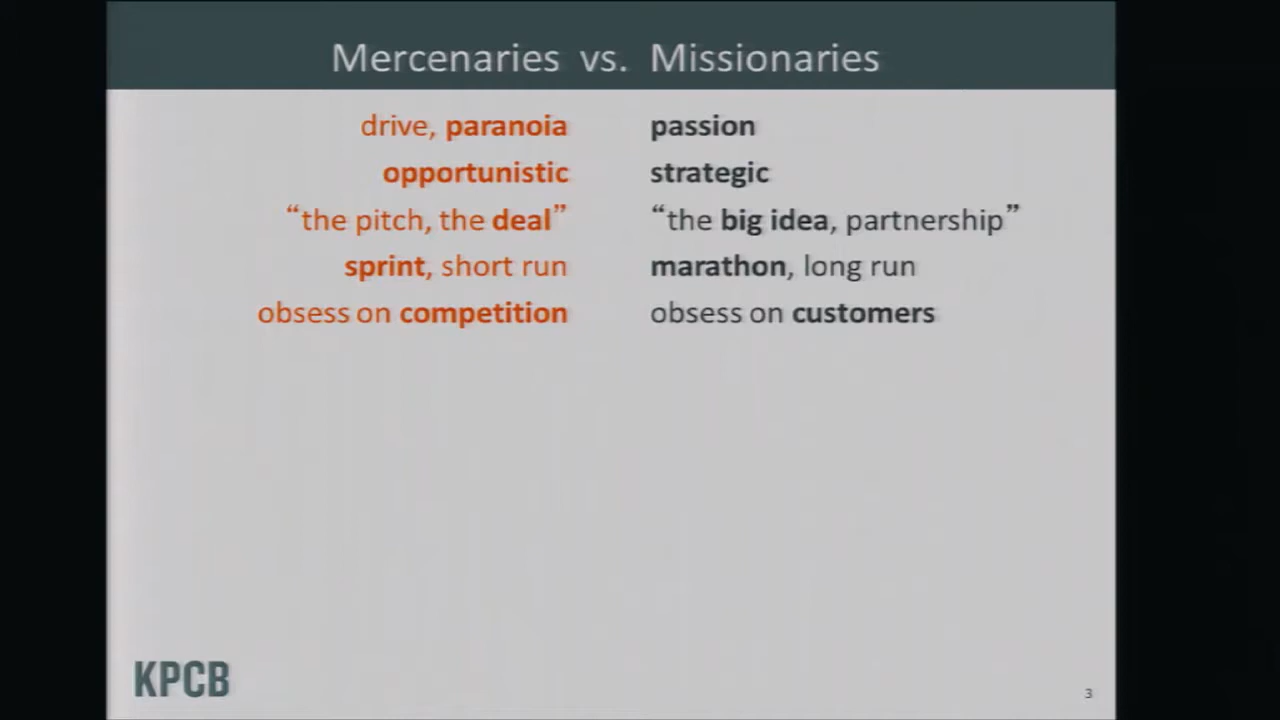 Mercenaries vs. Missionaries
drive, paranoia passion
opportunistic strategic
“the pitch, the deal” “the big idea, partnership”
sprint, short run marathon, long run
obsess on competition obsess on customers
KPCB
3